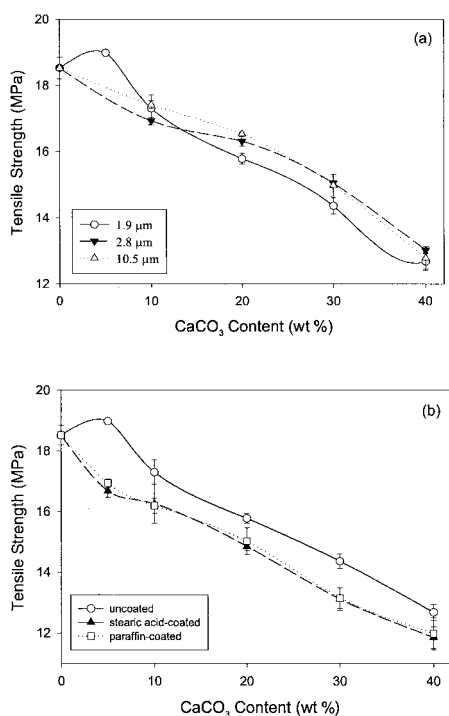 (a)
20
18
16
14
12
Tensile Strength (MPa)
1.9 μm
2.8 μm
10.5 μm
0 10 20 30 40
CaCO₃ Content (wt %)
(b)
20
18
16
14
12
Tensile Strength (MPa)
uncoated
stearic acid-coated
paraffin-coated
0 10 20 30 40
CaCO₃ Content (wt %)